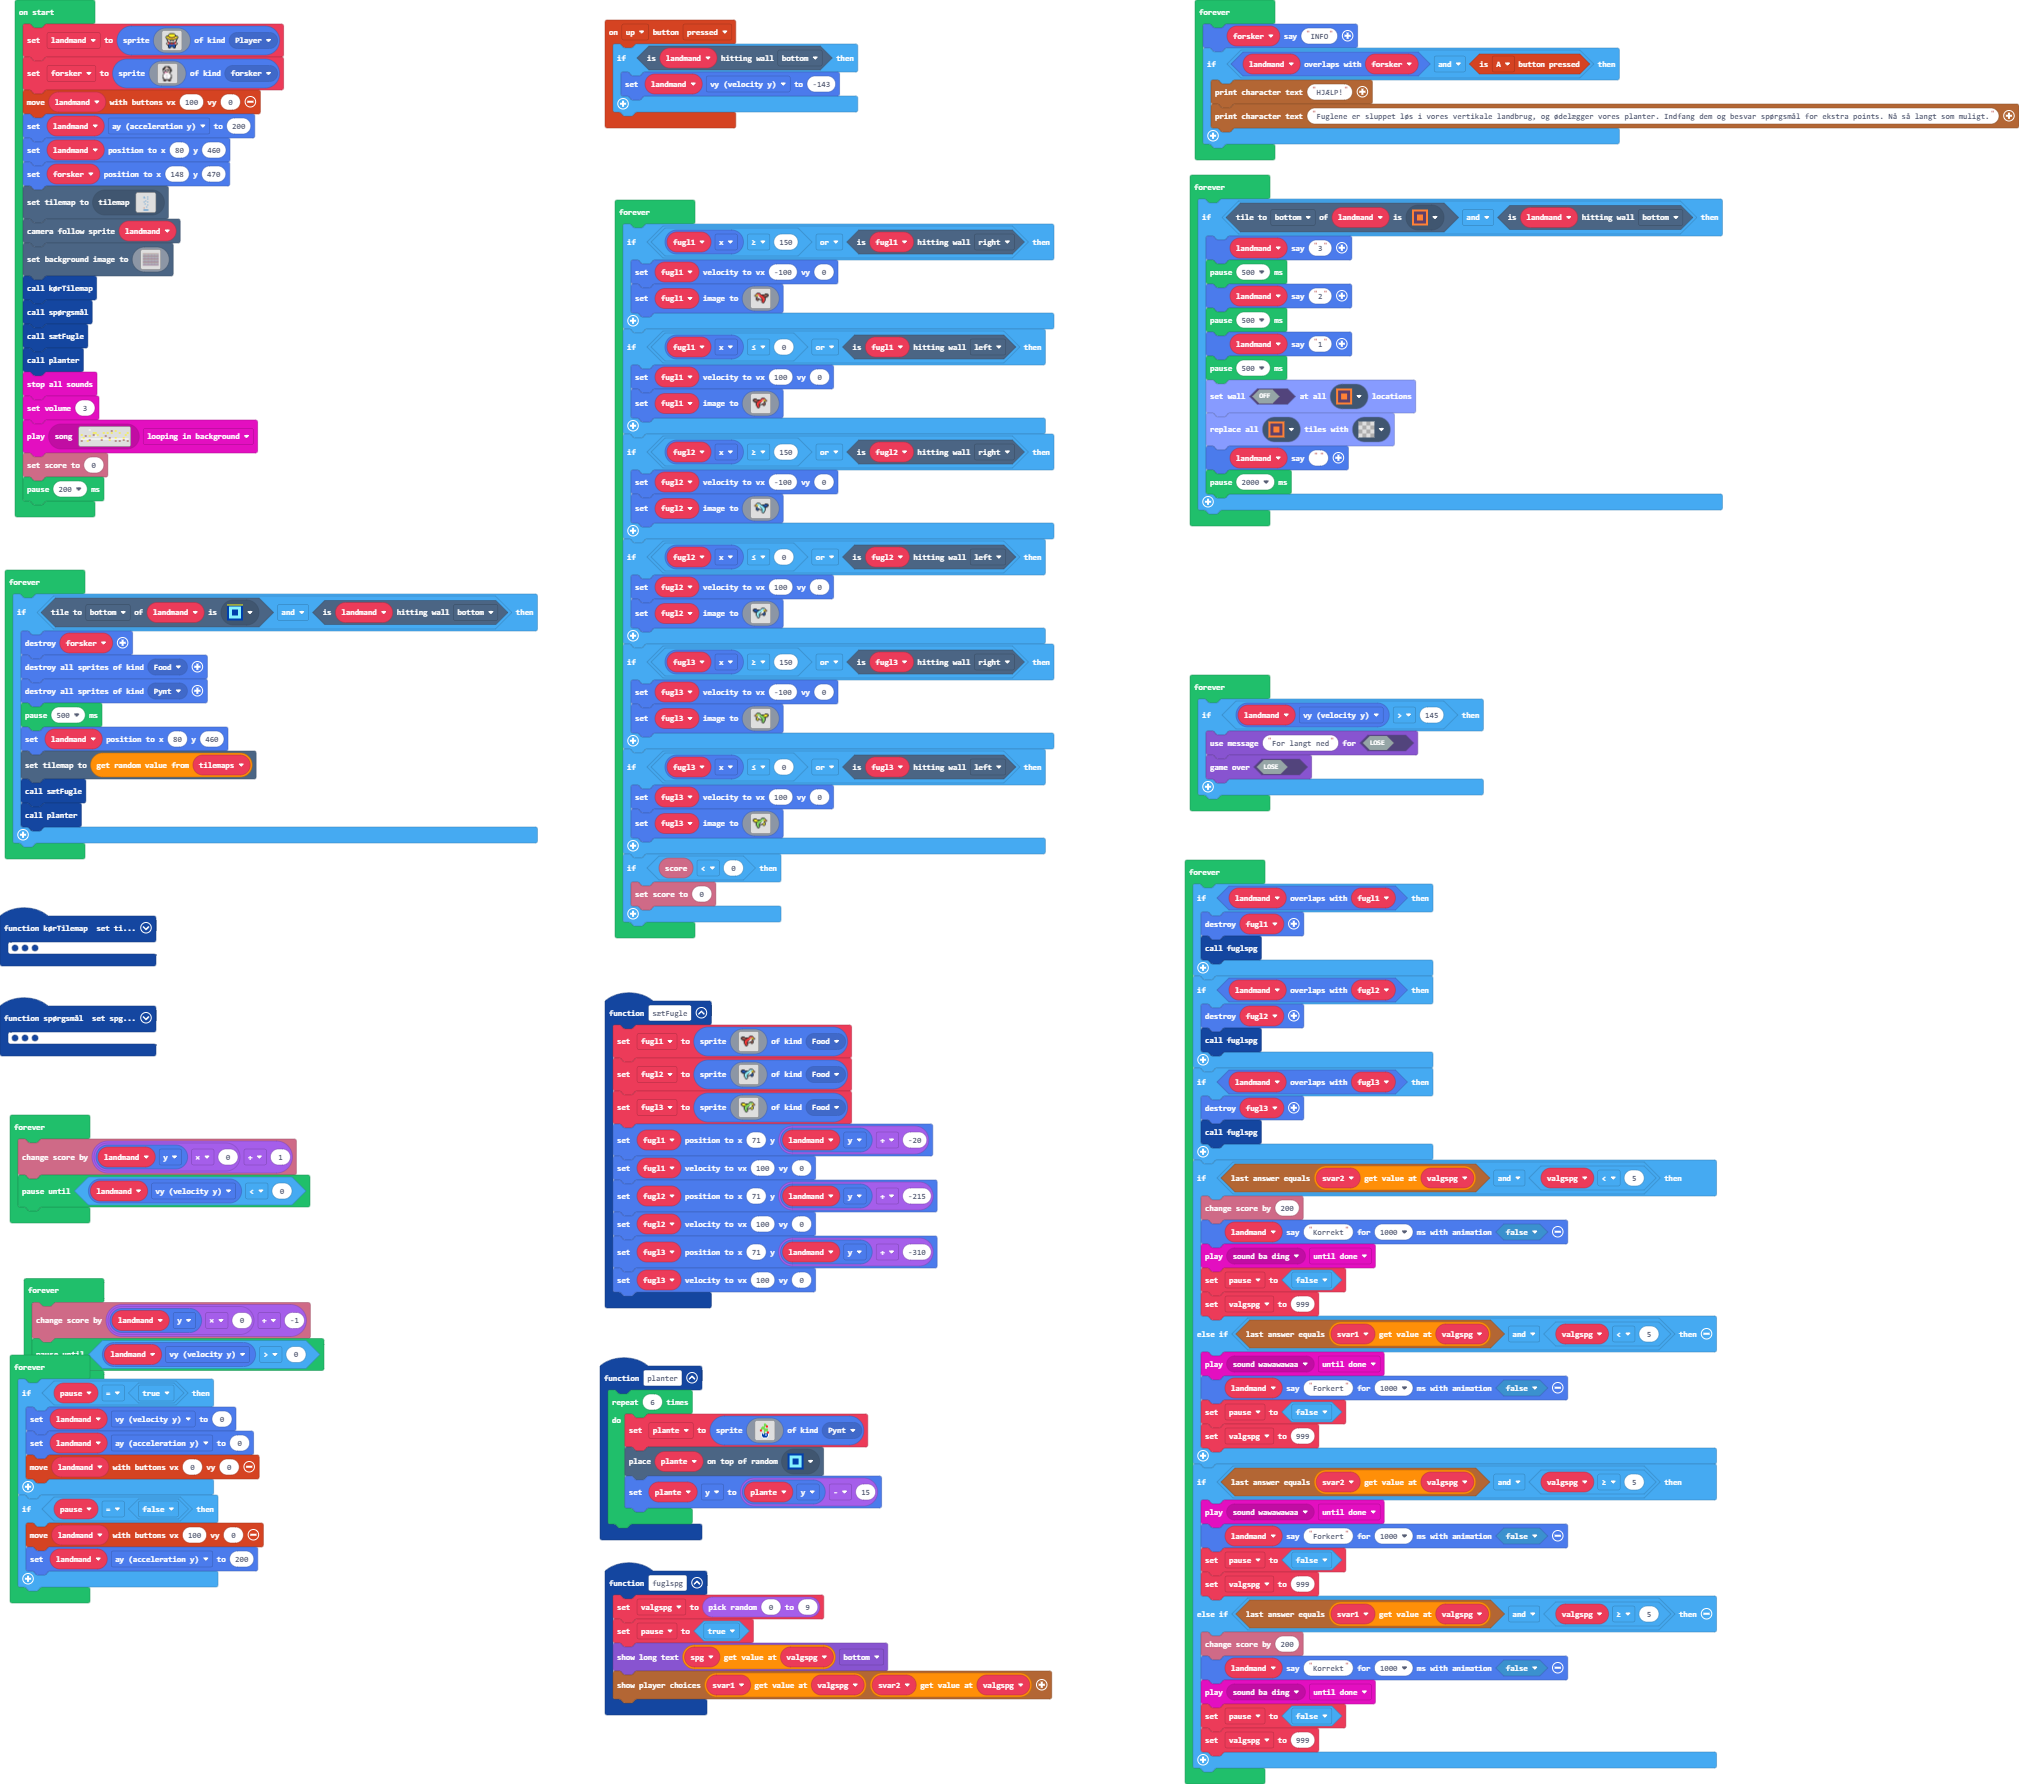 on start
set landmand to sprite of kind Player
set forsker to sprite of kind forsker
move landmand with buttons vx 100 vy 0
set landmand ay (acceleration y) to 200
set landmand position to x 80 y 460
set forsker position to x 148 y 470
set tilemap to tilemap
camera follow sprite landmand
set background image to
call kørTilemap
call spørgsmål
call sætFugle
call planter
stop all sounds
set volume 3
play song looping in background
set score to 0
pause 200 ms
forever
if tile to bottom of landmand is and is landmand hitting wall bottom then
destroy forsker
destroy all sprites of kind Food
destroy all sprites of kind Pynt
pause 500 ms
set landmand position to x 80 y 460
set tilemap to get random value from tilemaps
call sætFugle
call planter
function kørTilemap set ti...
function spørgsmål set spg...
forever
change score by landmand y × 0 + 1
pause until landmand vy (velocity y) < 0
forever
change score by landmand y × 0 + -1
pause until landmand vy (velocity y) > 0
forever
if pause = true then
set landmand vy (velocity y) to 0
set landmand ay (acceleration y) to 0
move landmand with buttons vx 0 vy 0
if pause = false then
move landmand with buttons vx 100 vy 0
set landmand ay (acceleration y) to 200
on up button pressed
if is landmand hitting wall bottom then
set landmand vy (velocity y) to -143
forever
if fugl1 x ≥ 150 or is fugl1 hitting wall right then
set fugl1 velocity to vx -100 vy 0
set fugl1 image to
if fugl1 x ≤ 0 or is fugl1 hitting wall left then
set fugl1 velocity to vx 100 vy 0
set fugl1 image to
if fugl2 x ≥ 150 or is fugl2 hitting wall right then
set fugl2 velocity to vx -100 vy 0
set fugl2 image to
if fugl2 x ≤ 0 or is fugl2 hitting wall left then
set fugl2 velocity to vx 100 vy 0
set fugl2 image to
if fugl3 x ≥ 150 or is fugl3 hitting wall right then
set fugl3 velocity to vx -100 vy 0
set fugl3 image to
if fugl3 x ≤ 0 or is fugl3 hitting wall left then
set fugl3 velocity to vx 100 vy 0
set fugl3 image to
if score < 0 then
set score to 0
function sætFugle
set fugl1 to sprite of kind Food
set fugl2 to sprite of kind Food
set fugl3 to sprite of kind Food
set fugl1 position to x 71 y landmand y + -20
set fugl1 velocity to vx 100 vy 0
set fugl2 position to x 71 y landmand y + -215
set fugl2 velocity to vx 100 vy 0
set fugl3 position to x 71 y landmand y + -310
set fugl3 velocity to vx 100 vy 0
function planter
repeat 6 times
do
set plante to sprite of kind Pynt
place plante on top of random
set plante y to plante y - 15
function fuglspg
set valgspg to pick random 0 to 9
set pause to true
show long text spg get value at valgspg bottom
show player choices svar1 get value at valgspg svar2 get value at valgspg
forever
forsker say "INFO"
if landmand overlaps with forsker and is A button pressed then
print character text "HJÆLP!"
print character text "Fuglene er sluppet løs i vores vertikale landbrug, og ødelægger vores planter. Indfang dem og besvar spørgsmål for ekstra points. Nå så langt som muligt."
forever
if tile to bottom of landmand is and is landmand hitting wall bottom then
landmand say "3"
pause 500 ms
landmand say "2"
pause 500 ms
landmand say "1"
pause 500 ms
set wall OFF at all locations
replace all tiles with
landmand say " "
pause 2000 ms
forever
if landmand vy (velocity y) > 145 then
use message "For langt ned" for LOSE
game over LOSE
forever
if landmand overlaps with fugl1 then
destroy fugl1
call fuglspg
if landmand overlaps with fugl2 then
destroy fugl2
call fuglspg
if landmand overlaps with fugl3 then
destroy fugl3
call fuglspg
if last answer equals svar2 get value at valgspg and valgspg < 5 then
change score by 200
landmand say "Korrekt" for 1000 ms with animation false
play sound ba ding until done
set pause to false
set valgspg to 999
else if last answer equals svar1 get value at valgspg and valgspg < 5 then
play sound wawawawaa until done
landmand say "Forkert" for 1000 ms with animation false
set pause to false
set valgspg to 999
if last answer equals svar2 get value at valgspg and valgspg ≥ 5 then
play sound wawawawaa until done
landmand say "Forkert" for 1000 ms with animation false
set pause to false
set valgspg to 999
else if last answer equals svar1 get value at valgspg and valgspg ≥ 5 then
change score by 200
landmand say "Korrekt" for 1000 ms with animation false
play sound ba ding until done
set pause to false
set valgspg to 999